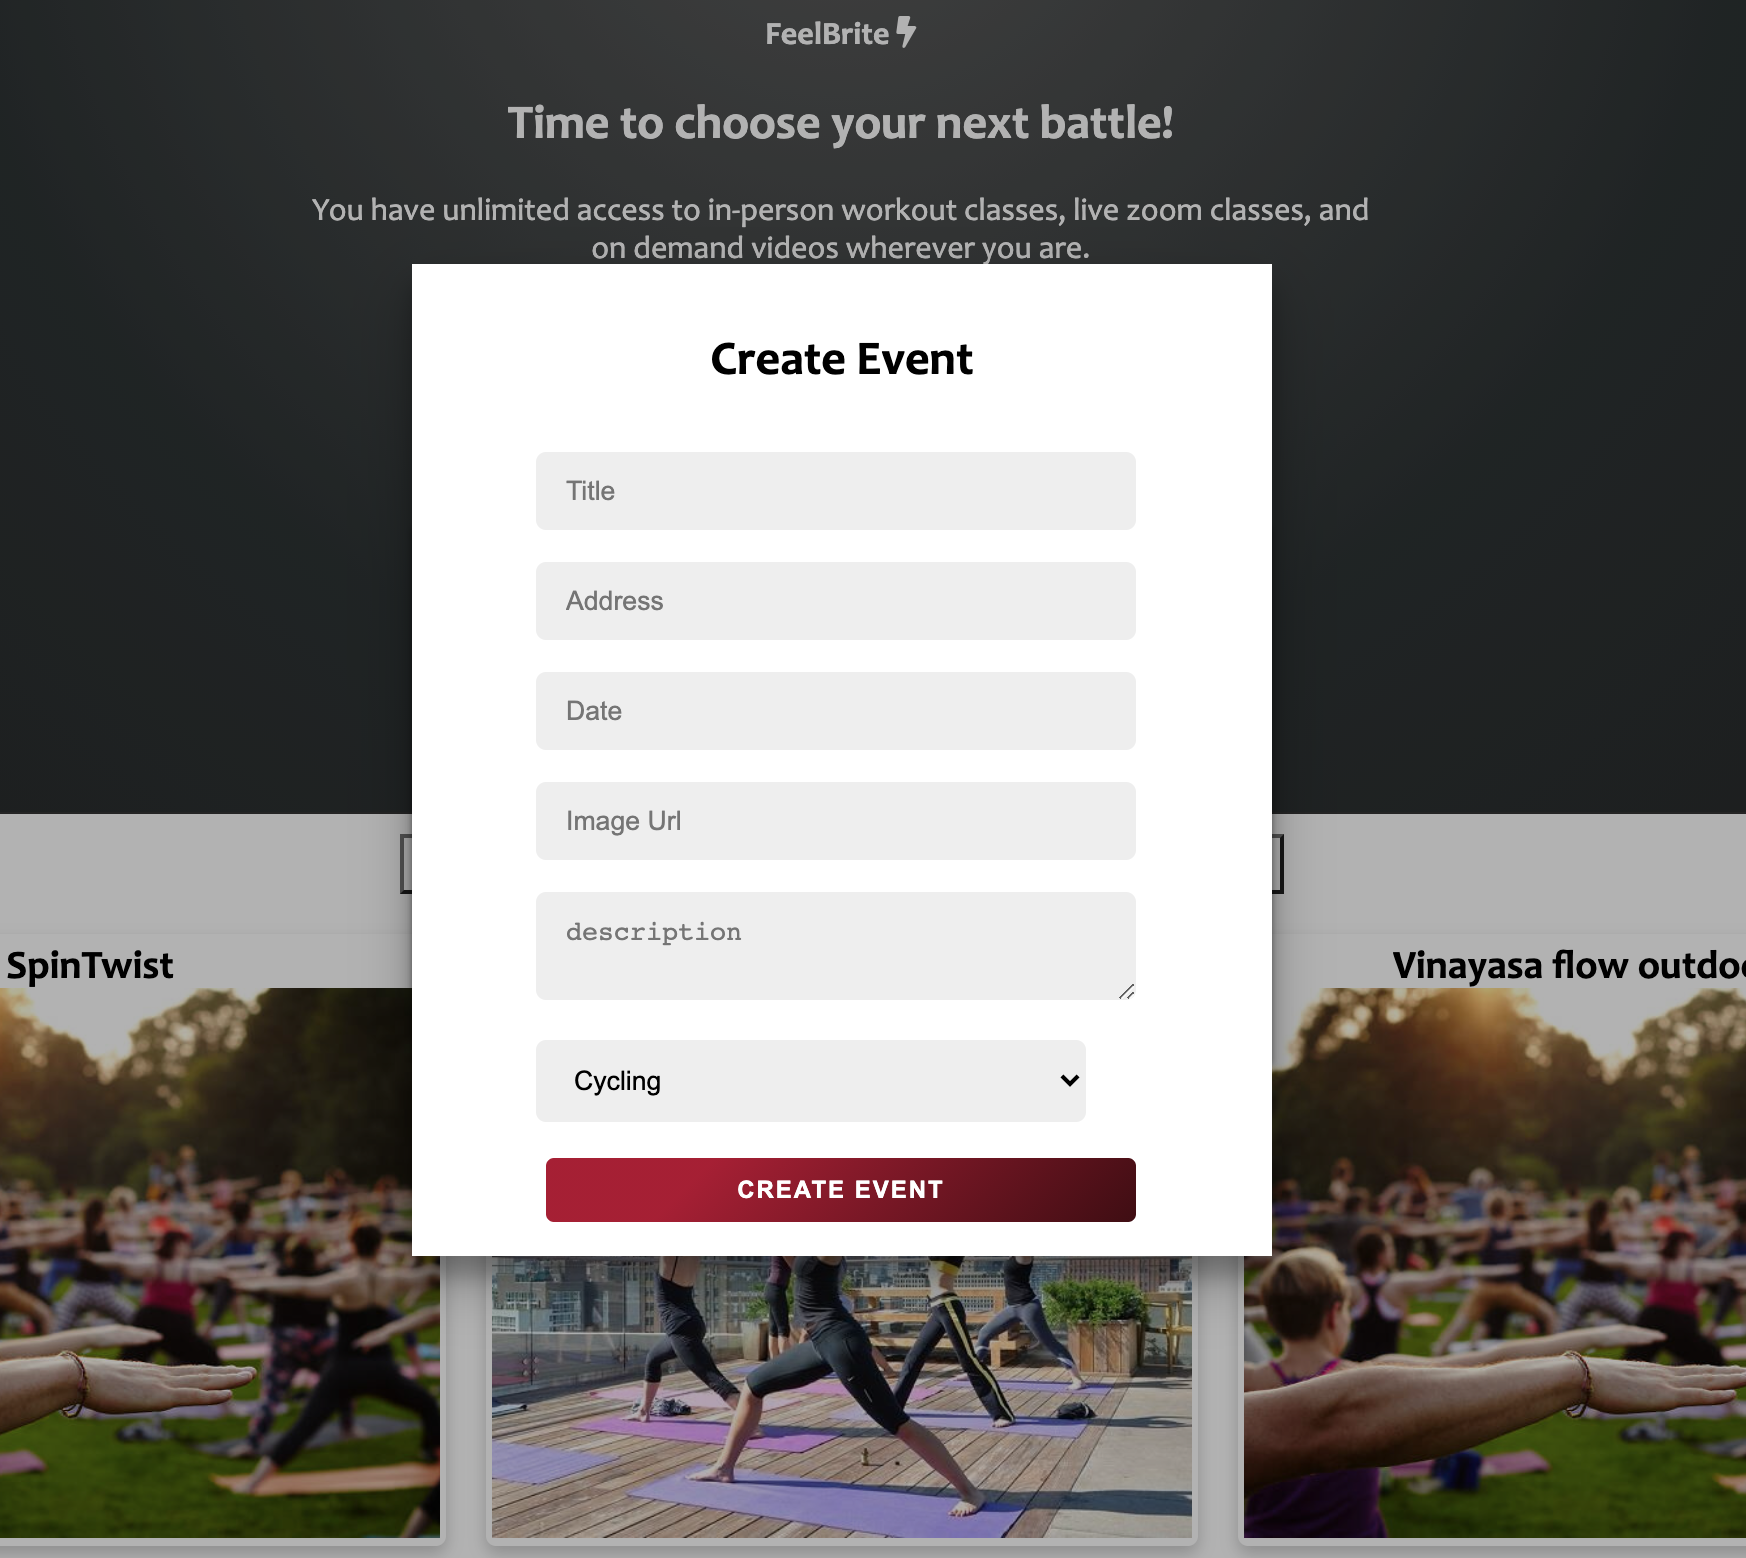 FeelBrite
Time to choose your next battle!
You have unlimited access to in-person workout classes, live zoom classes, and
on demand videos wherever you are.
Create Event
Title
Address
Date
Image Url
description
Cycling
CREATE EVENT
SpinTwist
Vinayasa flow